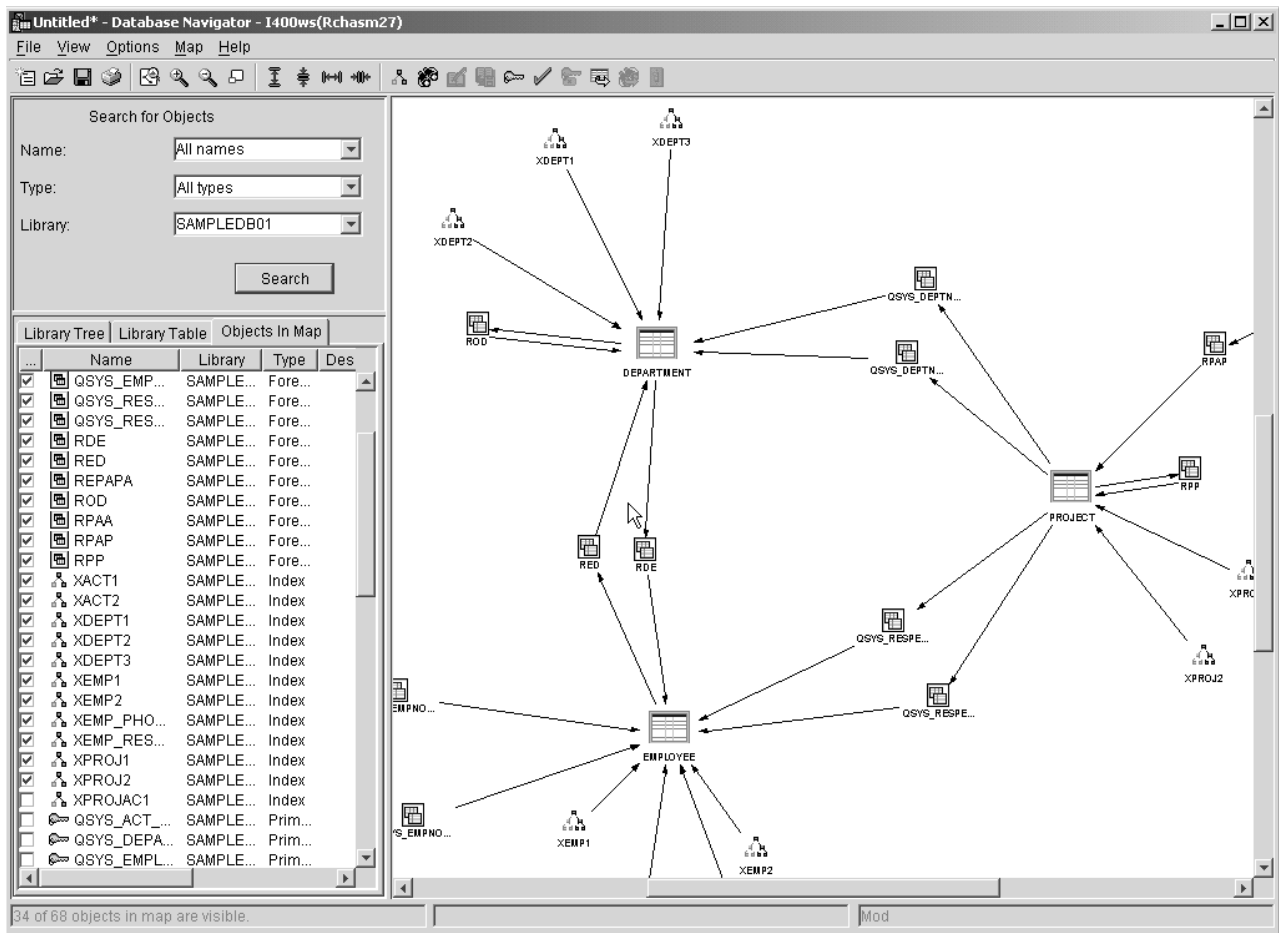 Untitled* - Database Navigator - I400ws(Rchasm27)
File View Options Map Help
Search for Objects
Name: All names
Type: All types
Library: SAMPLEDB01
Search
Library Tree Library Table Objects In Map
... Name Library Type Des
QSYS_EMP... SAMPLE... Fore...
QSYS_RES... SAMPLE... Fore...
QSYS_RES... SAMPLE... Fore...
RDE SAMPLE... Fore...
RED SAMPLE... Fore...
REPAPA SAMPLE... Fore...
ROD SAMPLE... Fore...
RPAA SAMPLE... Fore...
RPAP SAMPLE... Fore...
RPP SAMPLE... Fore...
XACT1 SAMPLE... Index
XACT2 SAMPLE... Index
XDEPT1 SAMPLE... Index
XDEPT2 SAMPLE... Index
XDEPT3 SAMPLE... Index
XEMP1 SAMPLE... Index
XEMP2 SAMPLE... Index
XEMP_PHO... SAMPLE... Index
XEMP_RES... SAMPLE... Index
XPROJ1 SAMPLE... Index
XPROJ2 SAMPLE... Index
XPROJAC1 SAMPLE... Index
QSYS_ACT_... SAMPLE... Prim...
QSYS_DEPA... SAMPLE... Prim...
QSYS_EMPL... SAMPLE... Prim...
XDEPT3
XDEPT1
XDEPT2
QSYS_DEPTN...
ROD
RPAP
DEPARTMENT
QSYS_DEPTN...
RPP
PROJECT
RED
RDE
XPRO
QSYS_RESPE...
XPROJ2
EMPNO...
QSYS_RESPE...
EMPLOYEE
'S_EMPNO...
XEMP1
XEMP2
34 of 68 objects in map are visible.
Mod